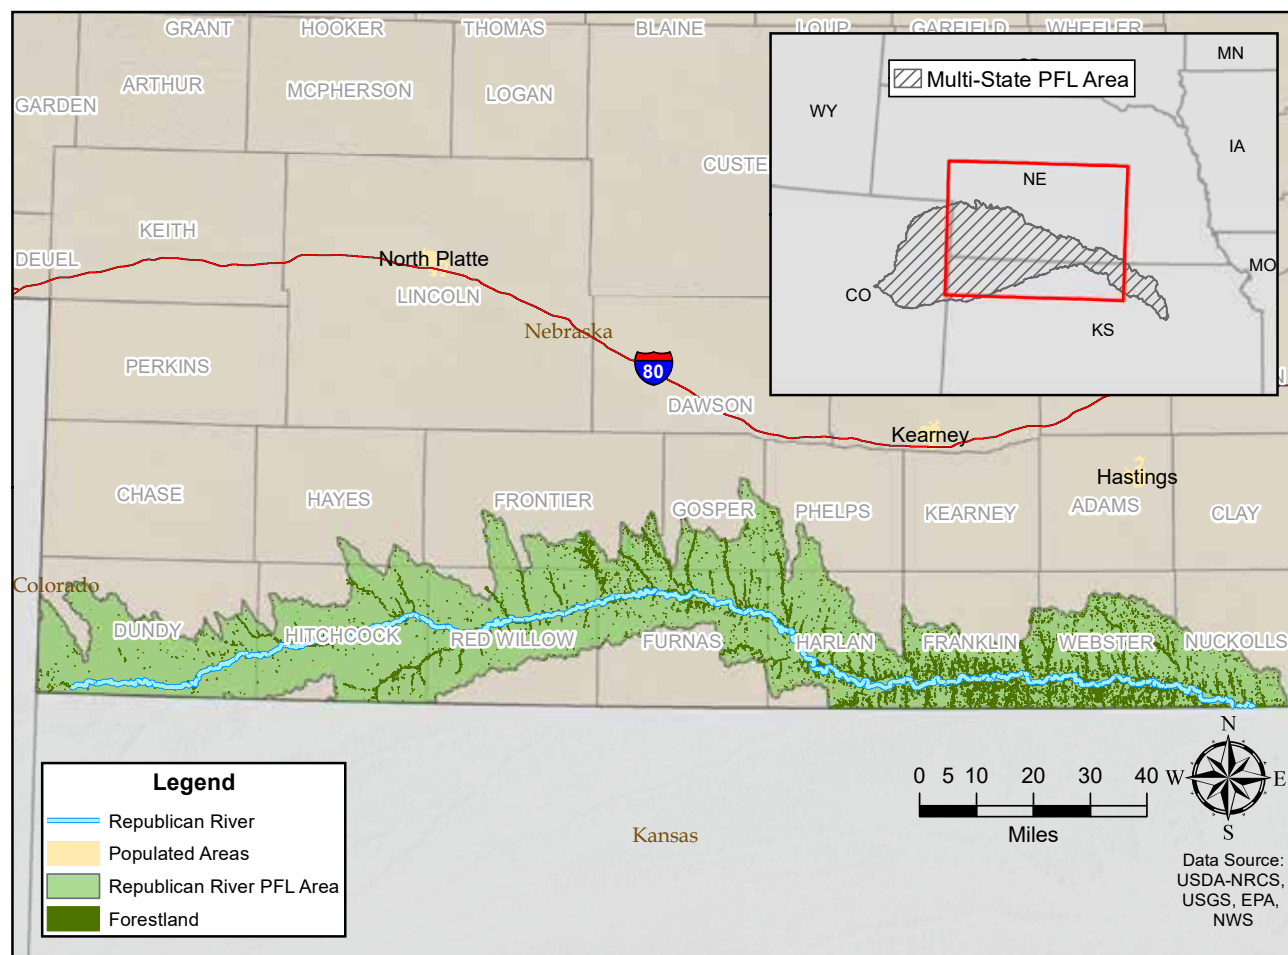 GRANT HOOKER THOMAS BLAINE LOUP GARFIELD WHEELER
GARDEN ARTHUR MCPHERSON LOGAN
CUSTE
KEITH
DEUEL
North Platte
LINCOLN
Nebraska
PERKINS
80
DAWSON
Kearney
Hastings
CHASE HAYES FRONTIER GOSPER PHELPS KEARNEY ADAMS CLAY
Colorado
DUNDY HITCHCOCK RED WILLOW FURNAS HARLAN FRANKLIN WEBSTER NUCKOLLS
Kansas
Multi-State PFL Area
MN
WY
IA
NE
MO
CO
KS
Legend
Republican River
Populated Areas
Republican River PFL Area
Forestland
0 5 10 20 30 40
Miles
N
W E
S
Data Source:
USDA-NRCS,
USGS, EPA,
NWS